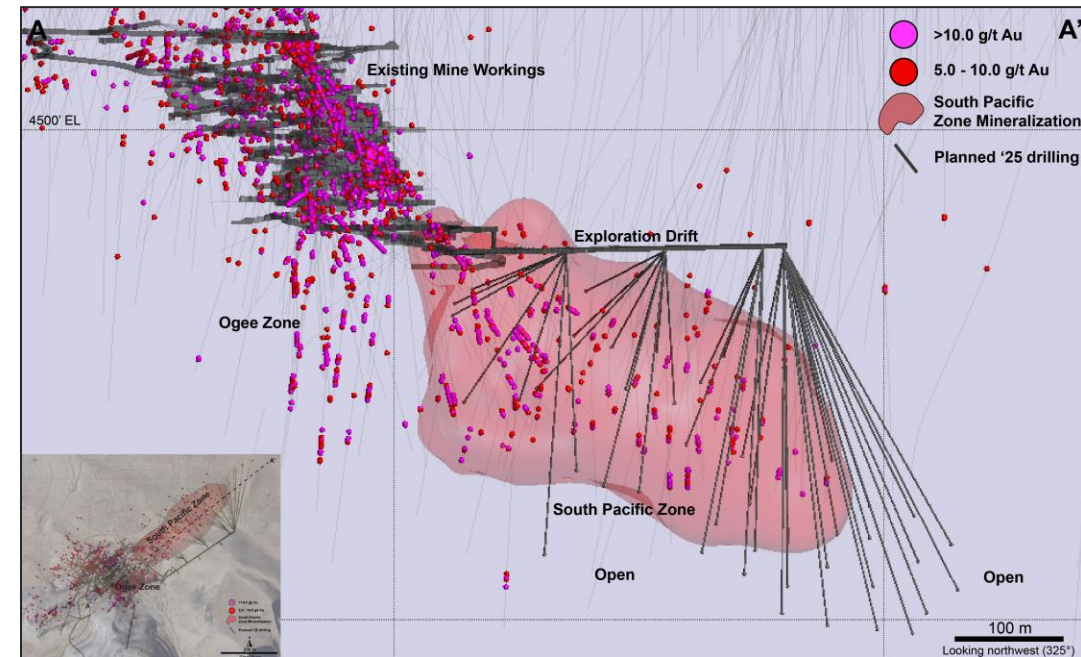 A
A'
>10.0 g/t Au
5.0 - 10.0 g/t Au
South Pacific
Zone Mineralization
Planned '25 drilling
Existing Mine Workings
4500' EL
Exploration Drift
Ogee Zone
South Pacific Zone
Open
Open
100 m
Looking northwest (325°)
A'
South Pacific Zone
Ogee Zone
A